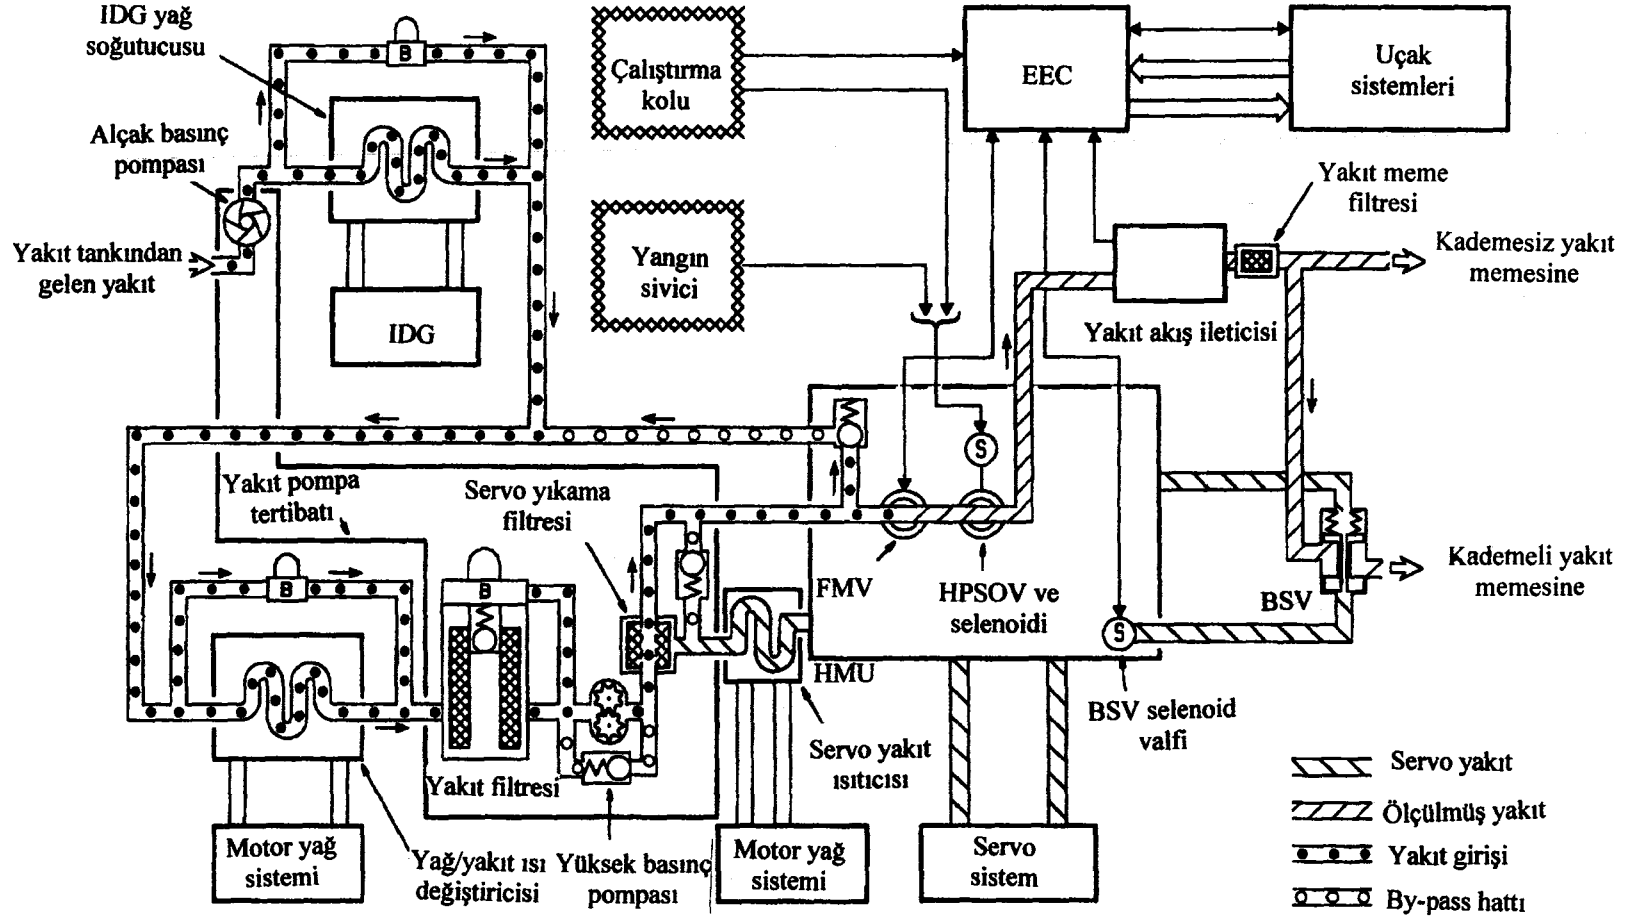 IDG yağ
soğutucusu
B
Çalıştırma
kolu
EEC
Uçak
sistemleri
Alçak basınç
pompası
Yakıt meme
filtresi
Yakıt tankından
gelen yakıt
IDG
Yangın
sivici
Kademesiz yakıt
memesine
Yakıt akış ileticisi
S
Yakıt pompa
tertibatı
Servo yıkama
filtresi
B
B
FMV
HPSOV ve
selenoidi
BSV
Kademeli yakıt
memesine
S
HMU
BSV selenoid
valfi
Servo yakıt
ısıtıcısı
Yakıt filtresi
Motor yağ
sistemi
Yağ/yakıt ısı
değiştiricisi
Yüksek basınç
pompası
Motor yağ
sistemi
Servo
sistem
Servo yakıt
Ölçülmüş yakıt
Yakıt girişi
By-pass hattı